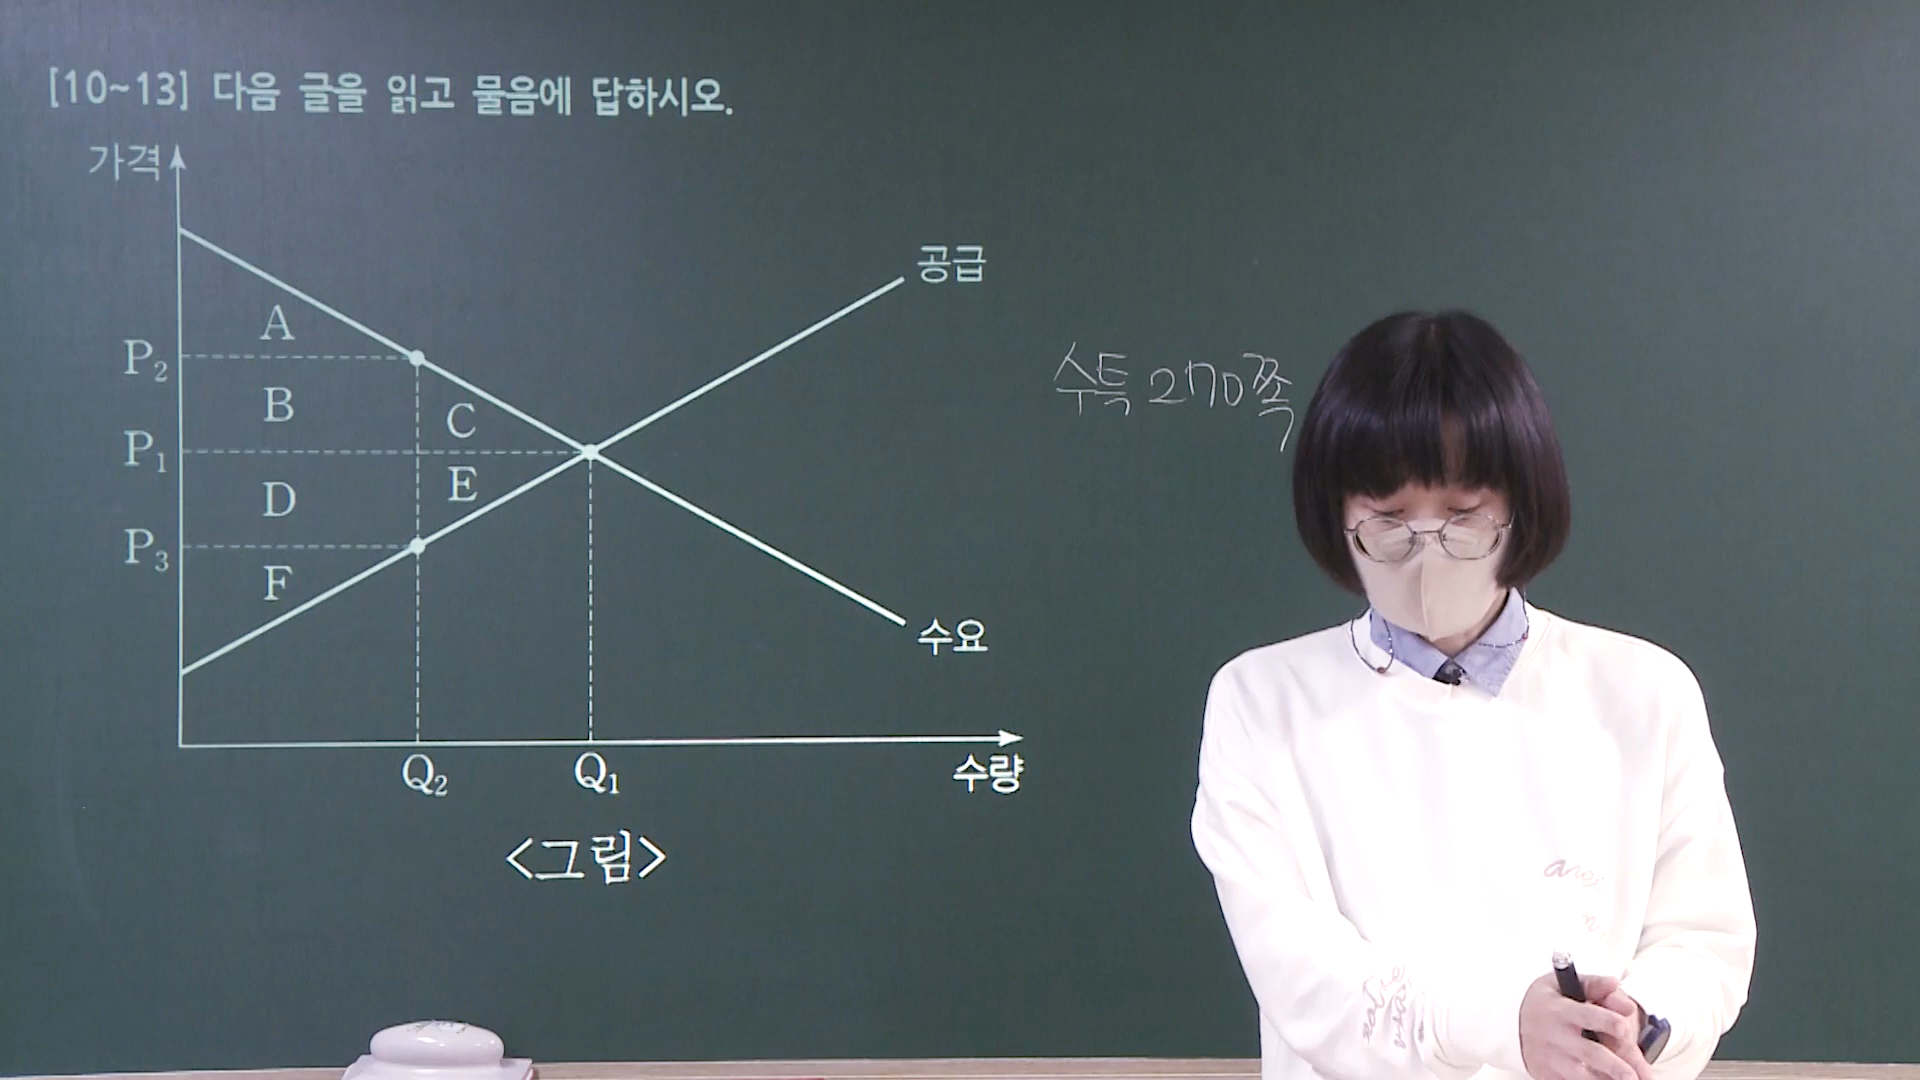 [10~13] 다음 글을 읽고 물음에 답하시오.
가격
공급
A
P2
B
C
P1
D
E
P3
F
수요
Q2
Q1
수량
<그림>
수특 270쪽